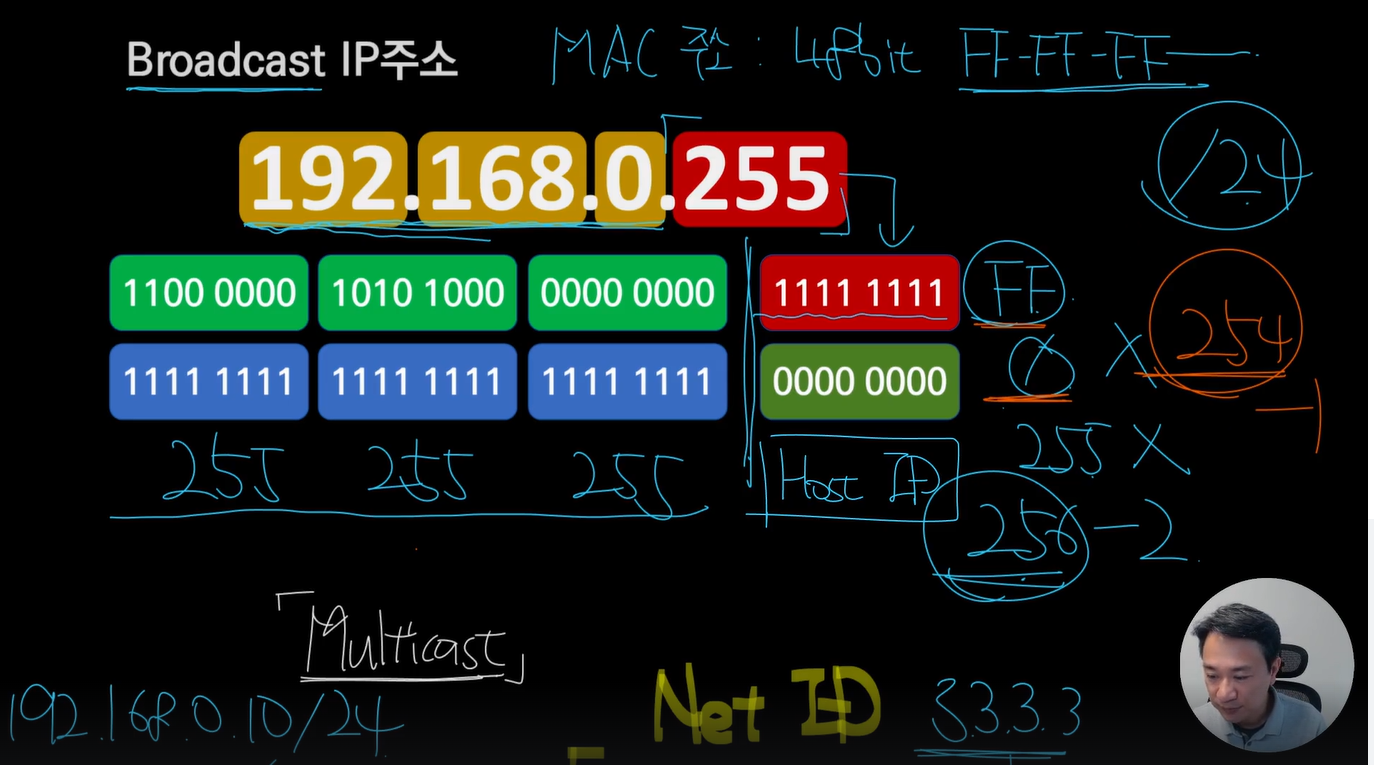 Broadcast IP주소
MAC 주소 : 48bit FF-FF-FF
192.168.0.255
/24
1100 0000 1010 1000 0000 0000 1111 1111 FF
254
1111 1111 1111 1111 1111 1111 0000 0000 0 X
-1
255 255 255 Host ID 255 X
256 - 2
「Multicast」
192.168.0.10/24
Net ID
3.3.3.3